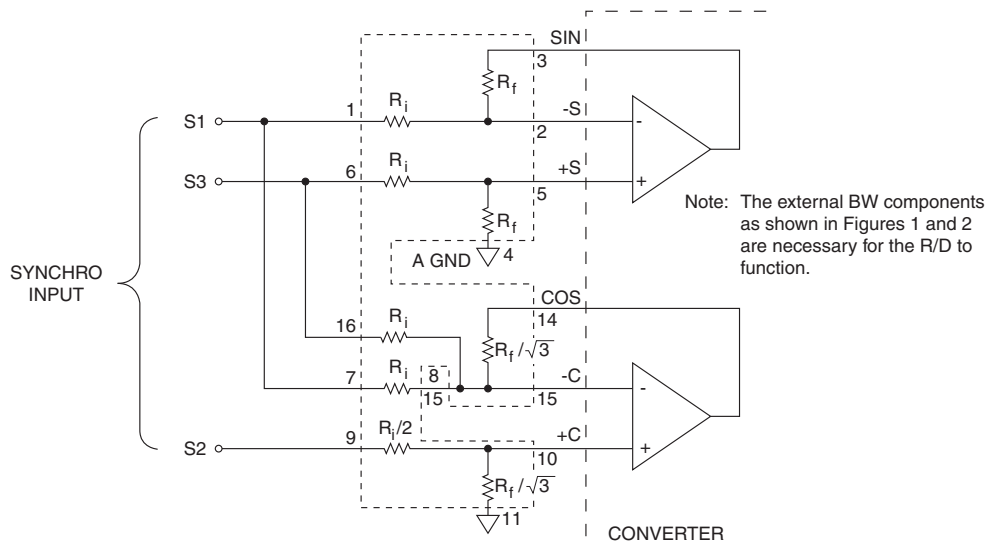 SIN
3
R_f
R_i
1
-S
S1
2
R_i
6
+S
S3
5
R_f
A GND
4
Note: The external BW components
as shown in Figures 1 and 2
are necessary for the R/D to
function.
SYNCHRO
INPUT
COS
14
R_i
16
R_f/√3
R_i
7
8
15
-C
15
R_i/2
9
+C
S2
10
R_f/√3
11
CONVERTER
-
+
-
+